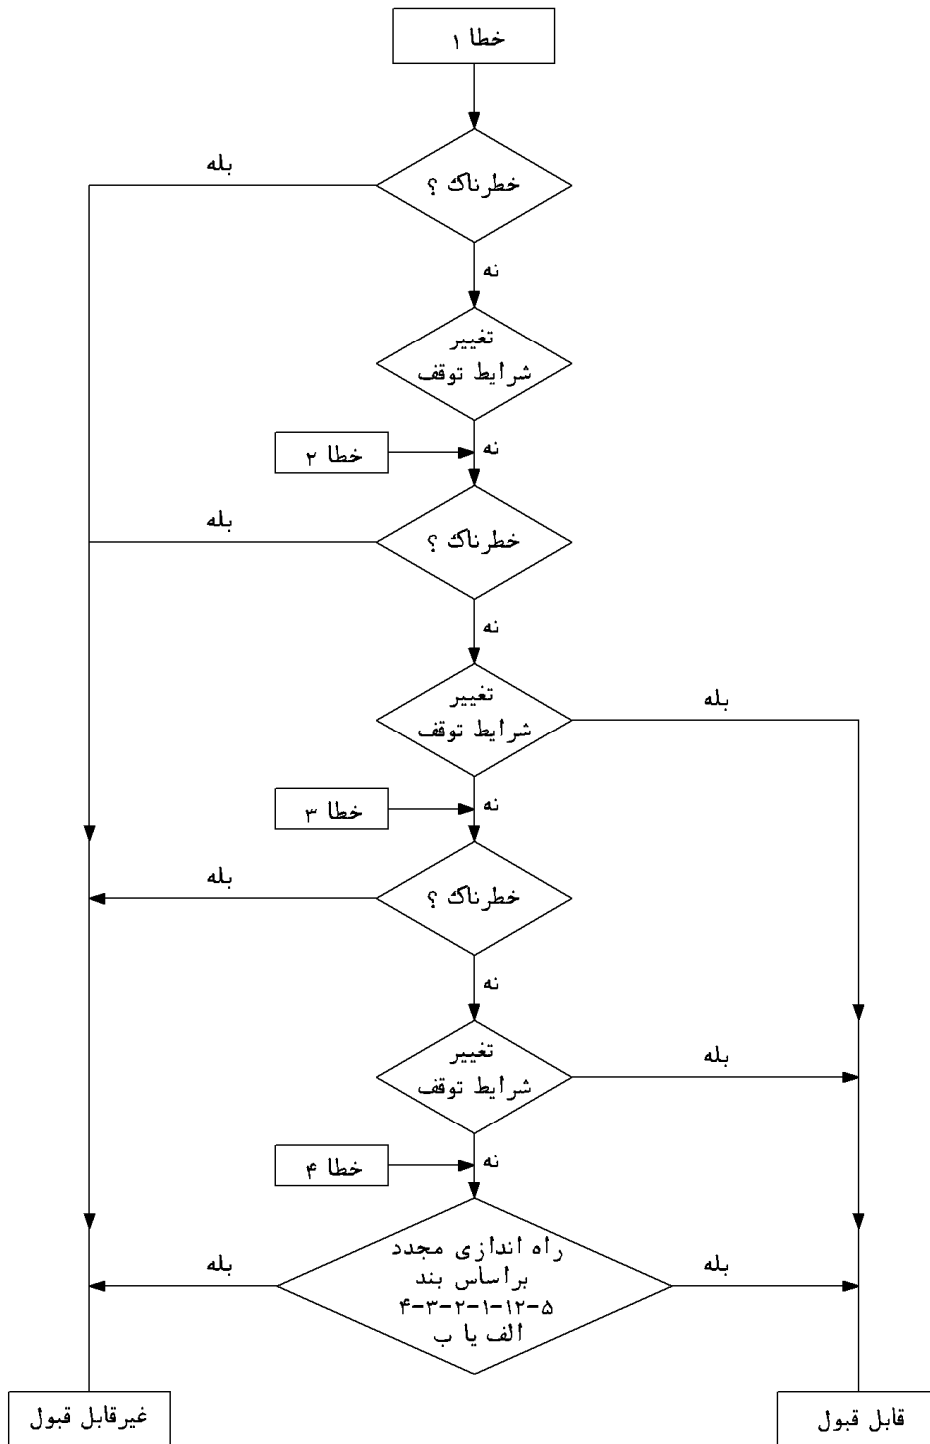 خطا ۱
خطرناک ؟
بله
نه
تغییر
شرایط توقف
نه
خطا ۲
خطرناک ؟
بله
نه
تغییر
شرایط توقف
بله
نه
خطا ۳
خطرناک ؟
بله
نه
تغییر
شرایط توقف
بله
نه
خطا ۴
راه اندازی مجدد
براساس بند
۵-۱۲-۱-۲-۳-۴
الف یا ب
بله
بله
قابل قبول
غیرقابل قبول